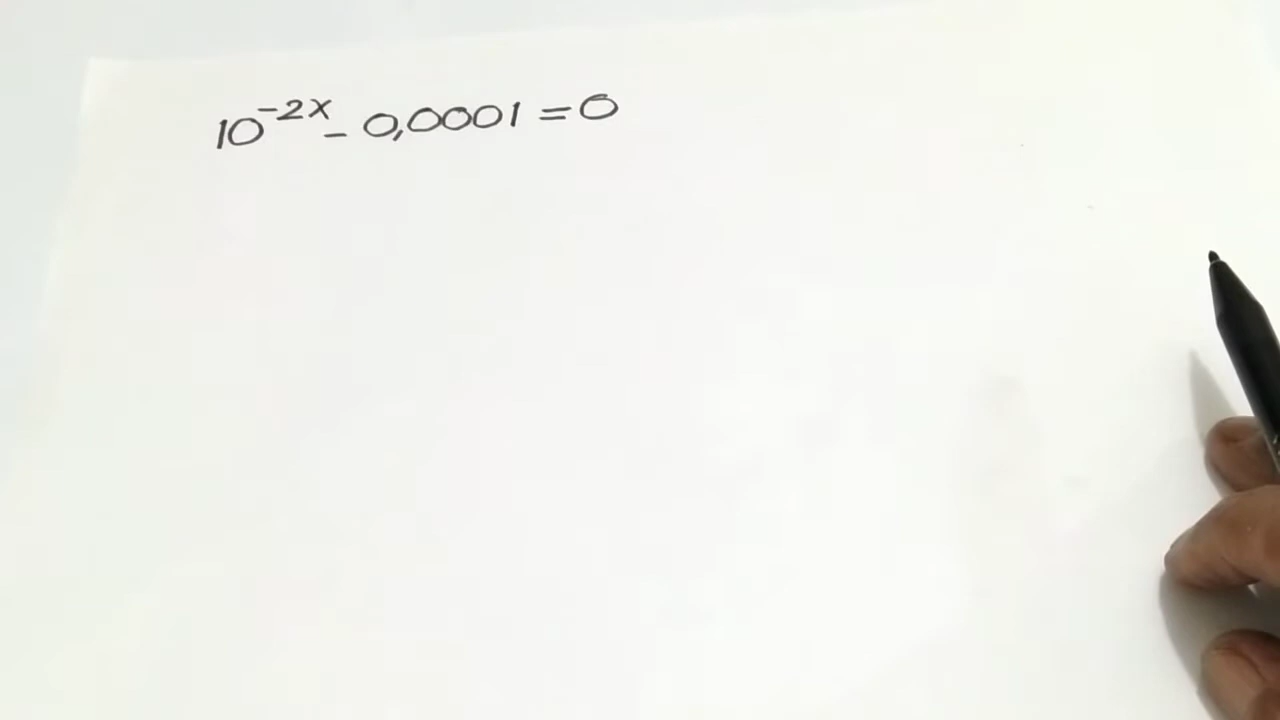 10^{-2x} - 0,0001 = 0